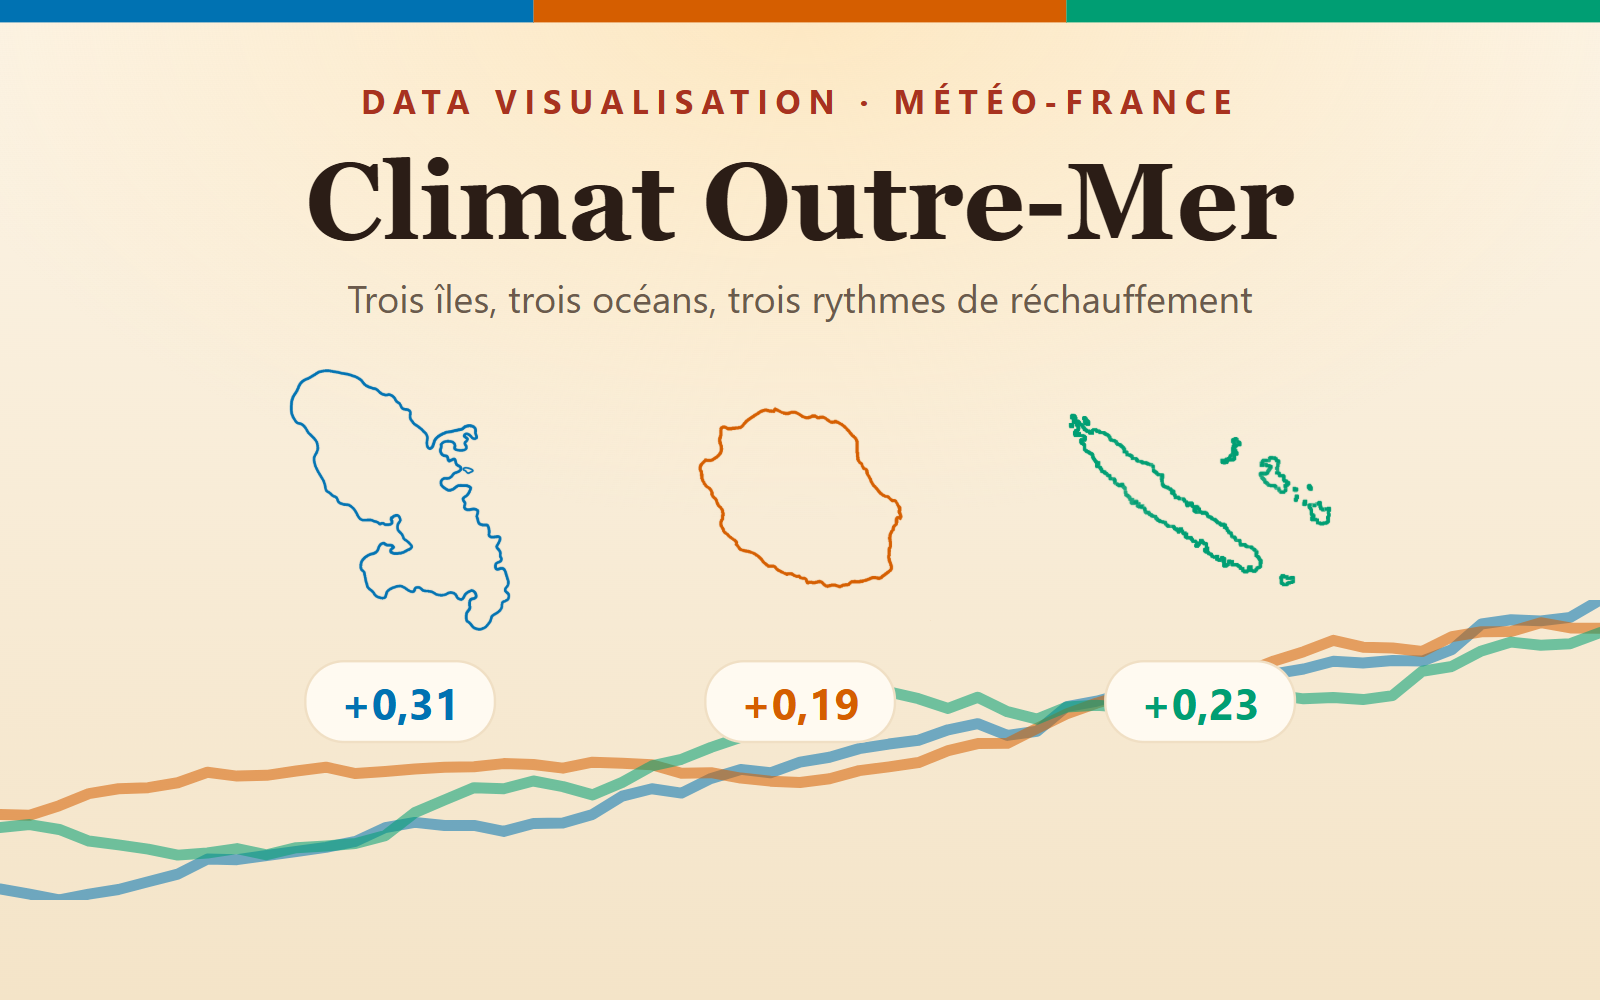 DATA VISUALISATION · MÉTÉO-FRANCE
Climat Outre-Mer
Trois îles, trois océans, trois rythmes de réchauffement
+0,31
+0,19
+0,23